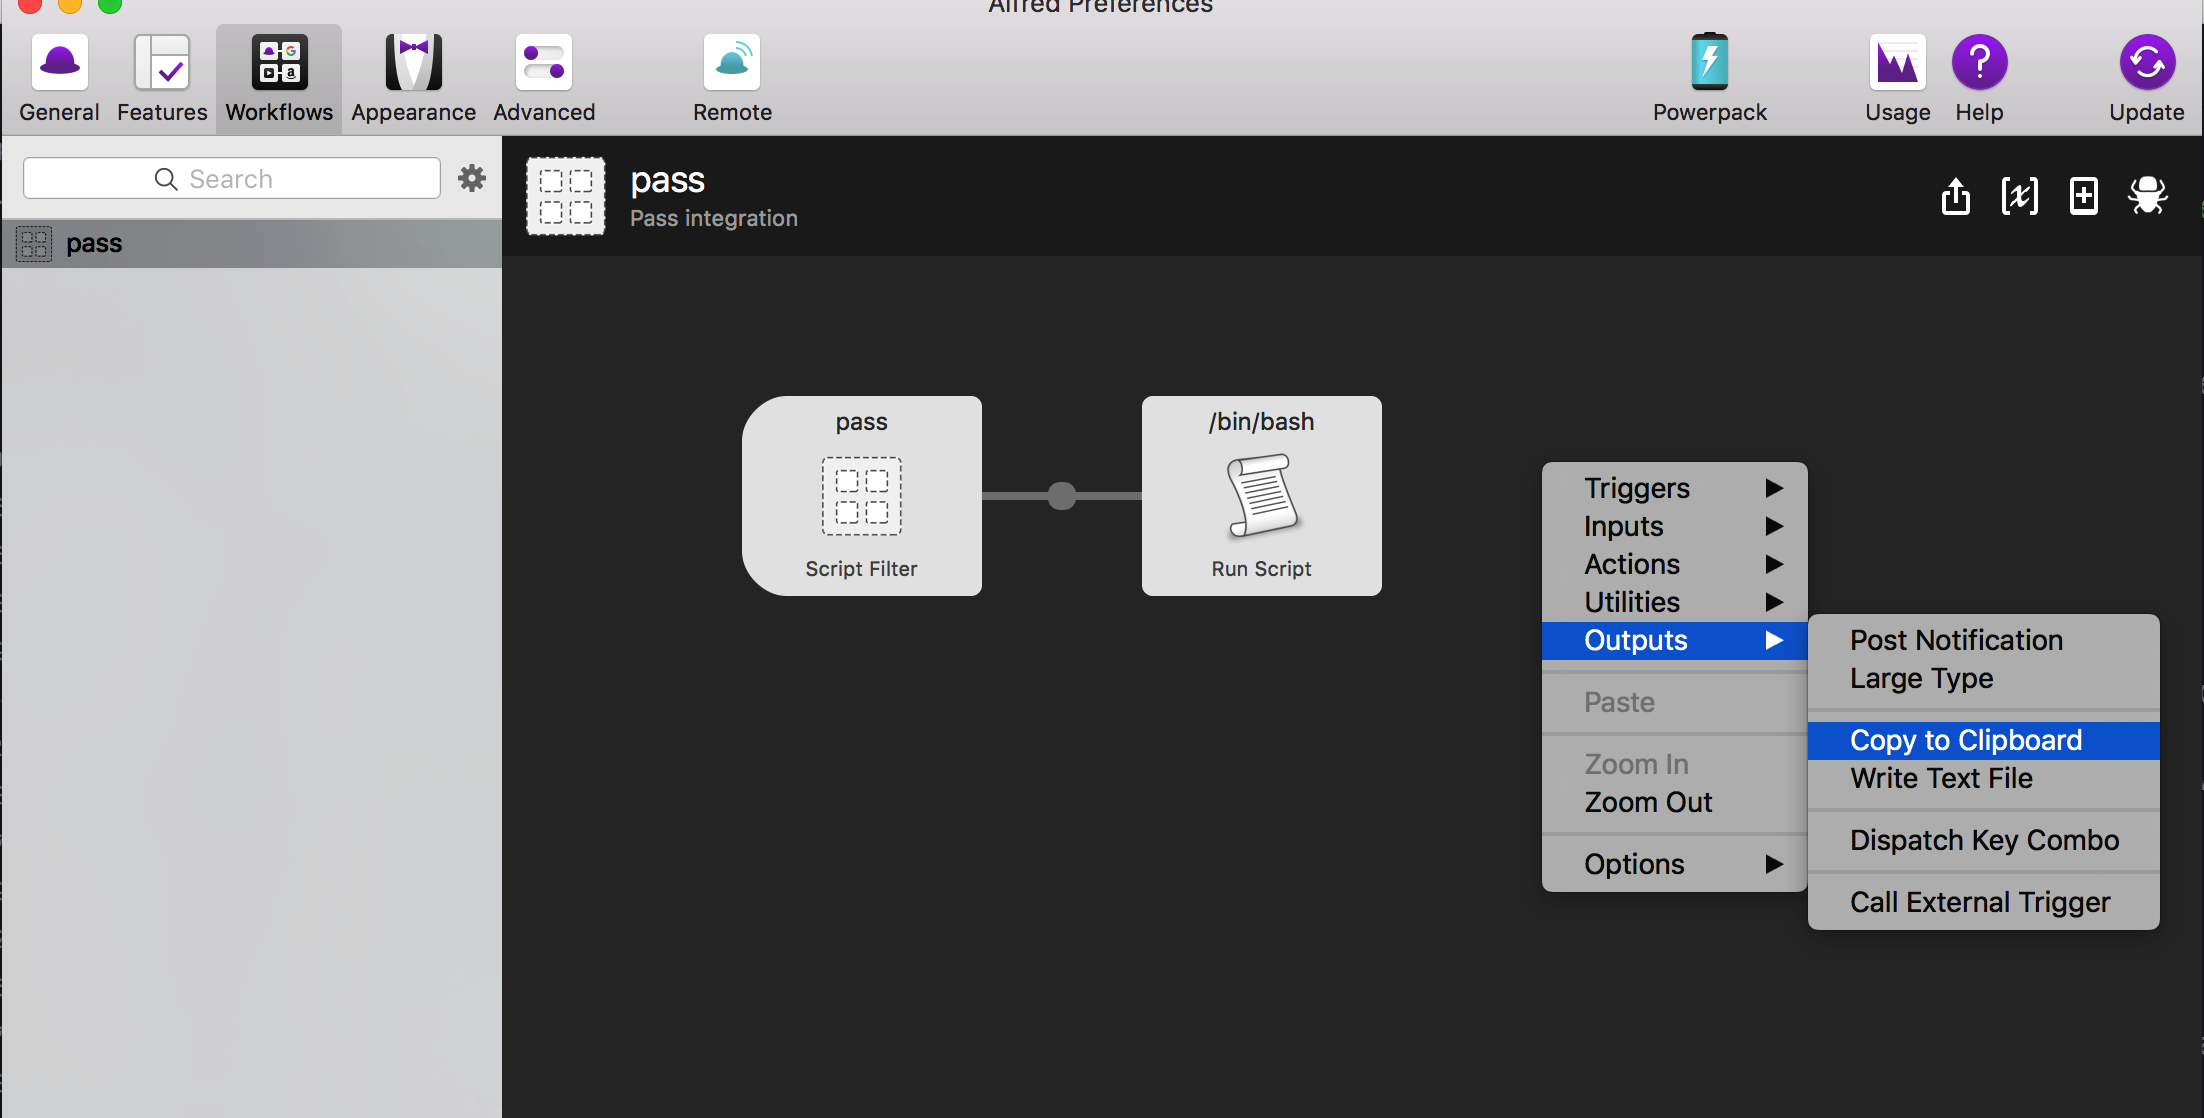 Alfred Preferences
General
Features
Workflows
Appearance
Advanced
Remote
Powerpack
Usage
Help
Update
Search
pass
pass
Pass integration
pass
Script Filter
/bin/bash
Run Script
Triggers
Inputs
Actions
Utilities
Outputs
Paste
Zoom In
Zoom Out
Options
Post Notification
Large Type
Copy to Clipboard
Write Text File
Dispatch Key Combo
Call External Trigger